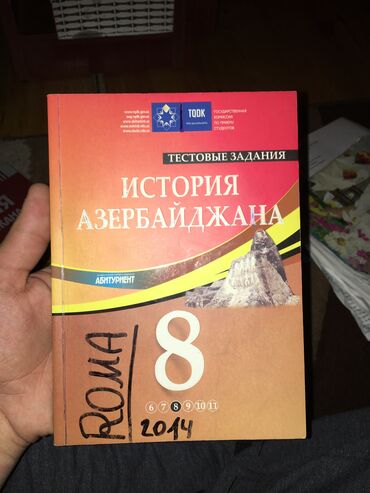 TQDK
ГОСУДАРСТВЕННАЯ
КОМИССИЯ
ПО ПРИЕМУ
СТУДЕНТОВ
ТЕСТОВЫЕ ЗАДАНИЯ
ИСТОРИЯ
АЗЕРБАЙДЖАНА
АБИТУРИЕНТ
8
6 7 8 9 10 11
ROMA
2014